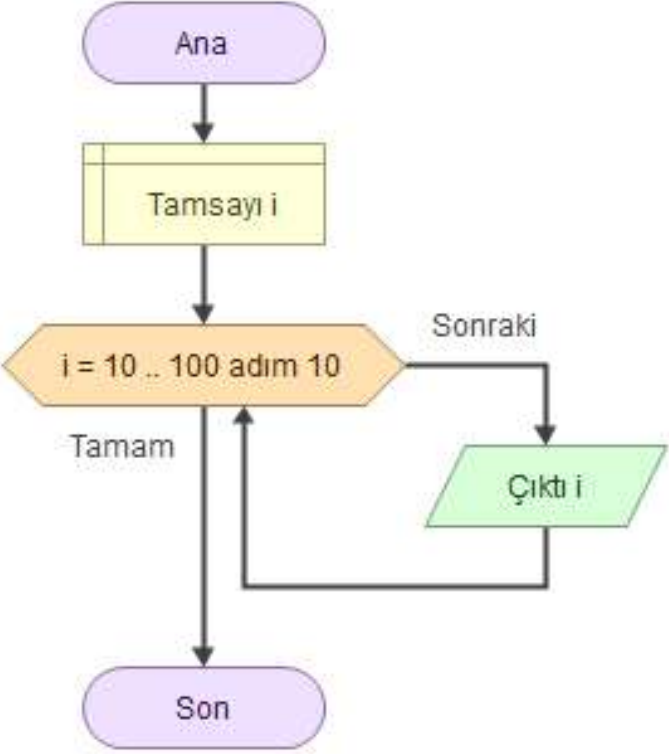 Ana
Tamsayı i
i = 10 .. 100 adım 10
Sonraki
Tamam
Çıktı i
Son